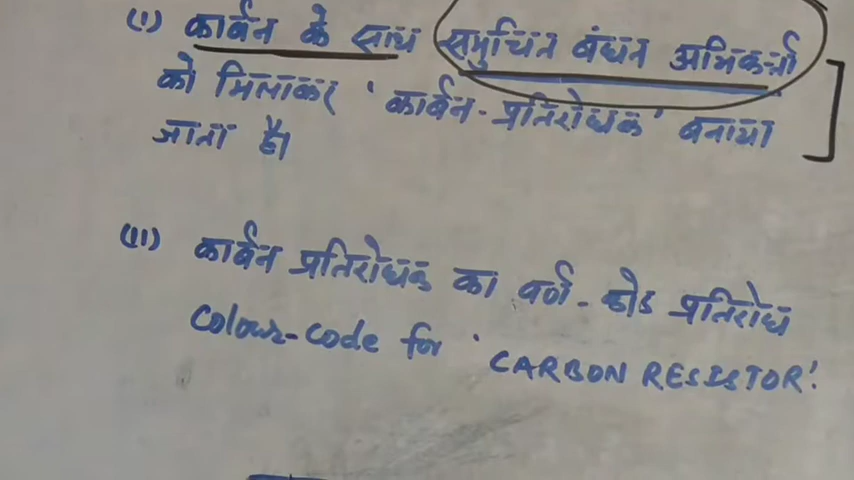 (i) कार्बन के साथ समुचित बंधन अभिकर्त्ता
को मिलाकर 'कार्बन-प्रतिरोधक' बनाया
जाता है।
(ii) कार्बन प्रतिरोधक का वर्ण-कोड प्रतिरोध
Colour-code for 'CARBON RESISTOR'.